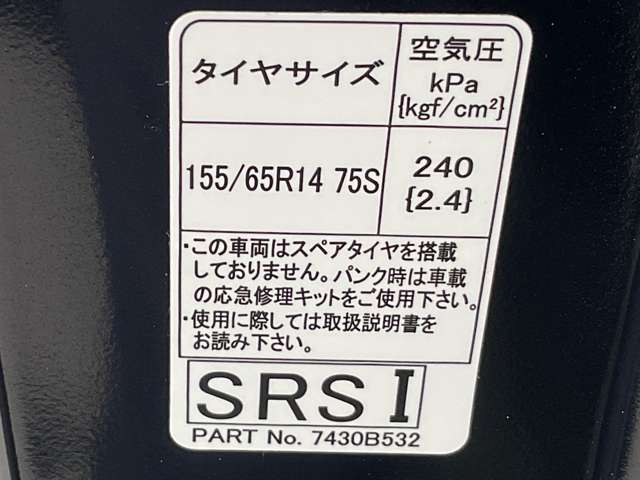 タイヤサイズ
空気圧
kPa
{kgf/cm²}
155/65R14 75S
240
{2.4}
・この車両はスペアタイヤを搭載
しておりません。パンク時は車載
の応急修理キットをご使用下さい。
・使用に際しては取扱説明書を
お読み下さい。
SRS I
PART No. 7430B532